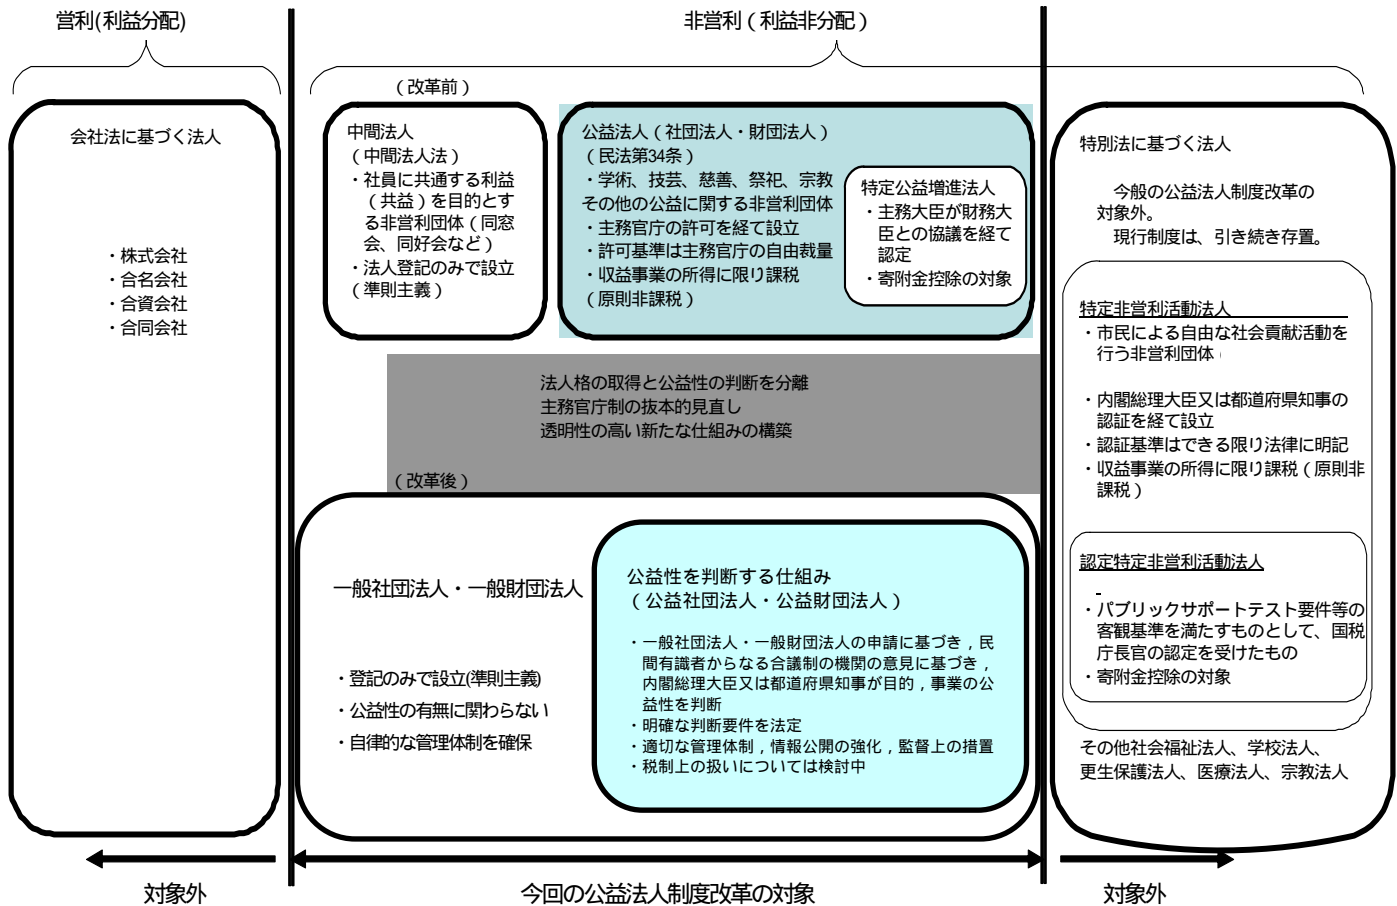 営利(利益分配)
非営利（利益非分配）
会社法に基づく法人
・株式会社
・合名会社
・合資会社
・合同会社
（改革前）
中間法人
（中間法人法）
・社員に共通する利益
（共益）を目的とす
る非営利団体（同窓
会、同好会など）
・法人登記のみで設立
（準則主義）
公益法人（社団法人・財団法人）
（民法第34条）
・学術、技芸、慈善、祭祀、宗教
その他の公益に関する非営利団体
・主務官庁の許可を経て設立
・許可基準は主務官庁の自由裁量
・収益事業の所得に限り課税
（原則非課税）
特定公益増進法人
・主務大臣が財務大
臣との協議を経て
認定
・寄附金控除の対象
法人格の取得と公益性の判断を分離
主務官庁制の抜本的見直し
透明性の高い新たな仕組みの構築
（改革後）
一般社団法人・一般財団法人
・登記のみで設立(準則主義)
・公益性の有無に関わらない
・自律的な管理体制を確保
公益性を判断する仕組み
（公益社団法人・公益財団法人）
・一般社団法人・一般財団法人の申請に基づき，民
間有識者からなる合議制の機関の意見に基づき，
内閣総理大臣又は都道府県知事が目的，事業の公
益性を判断
・明確な判断要件を法定
・適切な管理体制，情報公開の強化，監督上の措置
・税制上の扱いについては検討中
特別法に基づく法人
今般の公益法人制度改革の
対象外。
現行制度は、引き続き存置。
特定非営利活動法人
・市民による自由な社会貢献活動を
行う非営利団体
・内閣総理大臣又は都道府県知事の
認証を経て設立
・認証基準はできる限り法律に明記
・収益事業の所得に限り課税（原則非
課税）
認定特定非営利活動法人
・パブリックサポートテスト要件等の
客観基準を満たすものとして、国税
庁長官の認定を受けたもの
・寄附金控除の対象
その他社会福祉法人、学校法人、
更生保護法人、医療法人、宗教法人
対象外
今回の公益法人制度改革の対象
対象外